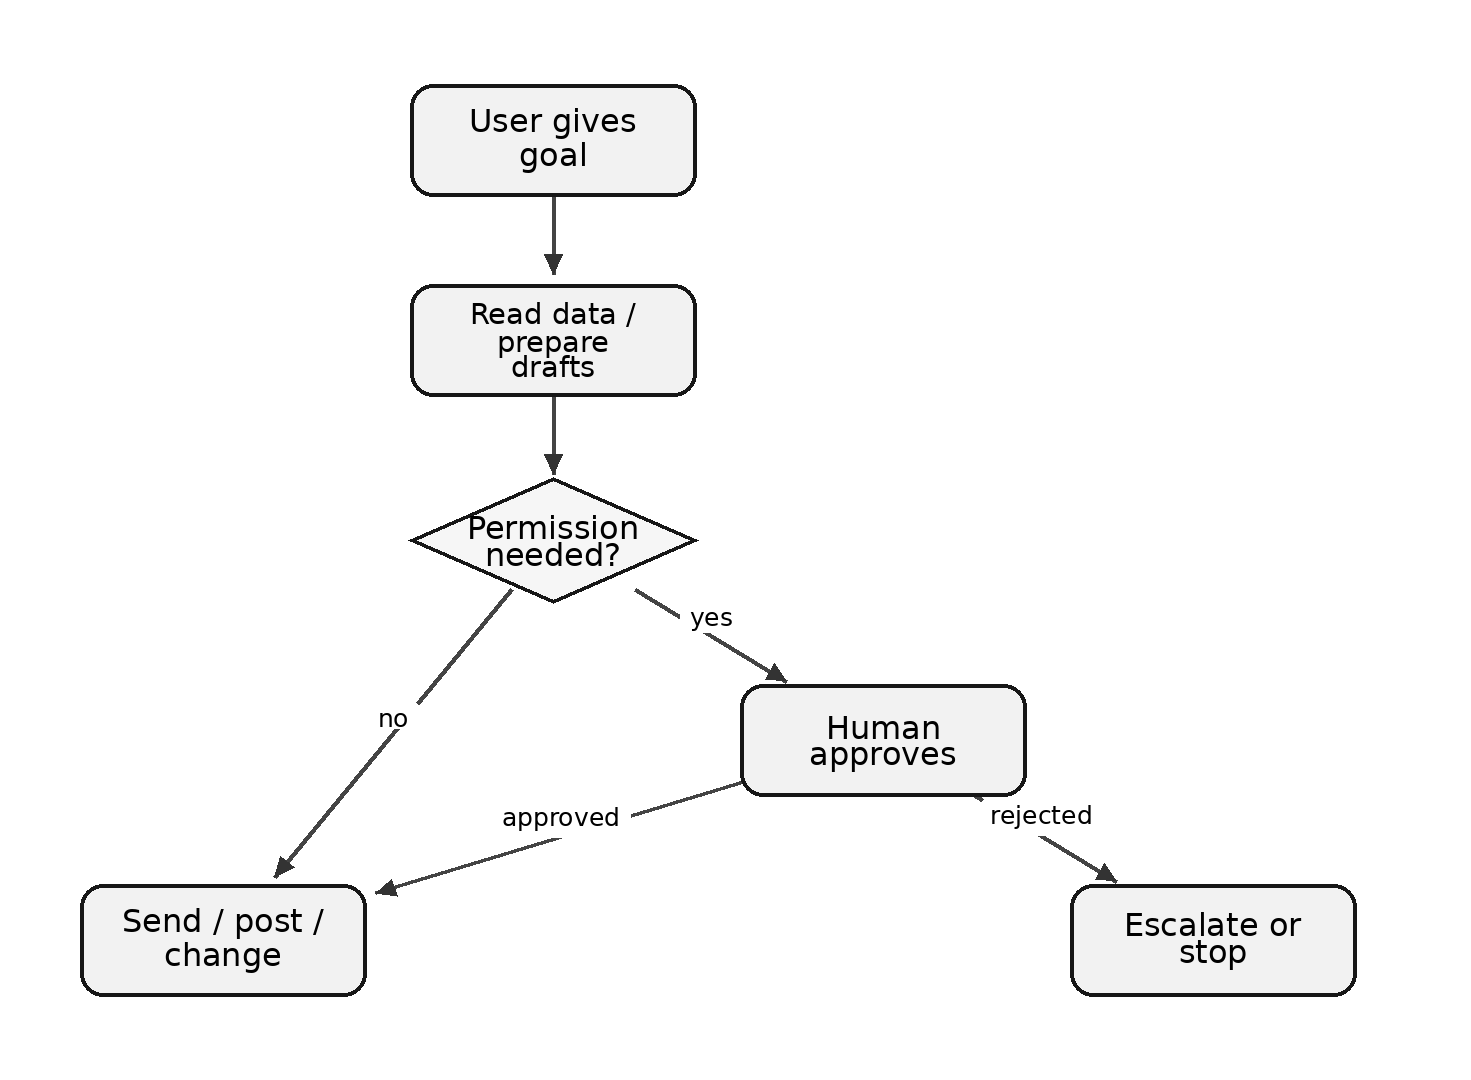 User gives
goal
Read data /
prepare
drafts
Permission
needed?
yes
no
Human
approves
approved
rejected
Send / post /
change
Escalate or
stop